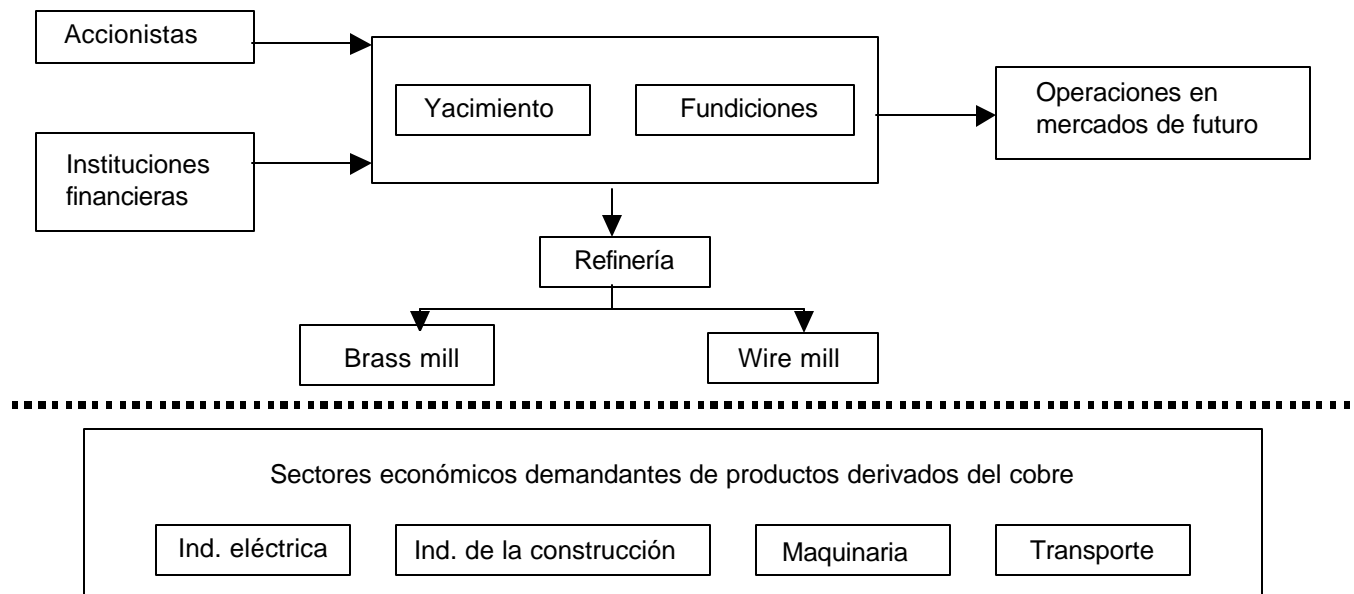 Accionistas
Yacimiento
Fundiciones
Operaciones en
mercados de futuro
Instituciones
financieras
Refinería
Brass mill
Wire mill
Sectores económicos demandantes de productos derivados del cobre
Ind. eléctrica
Ind. de la construcción
Maquinaria
Transporte